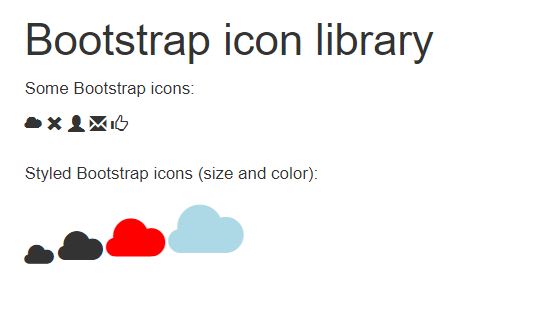 Bootstrap icon library
Some Bootstrap icons:
Styled Bootstrap icons (size and color):